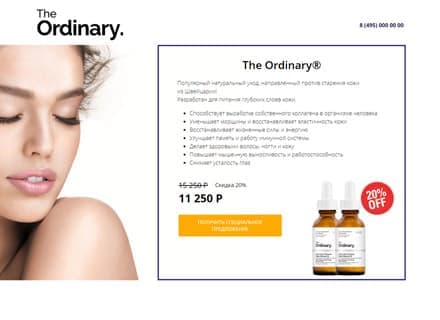 The
Ordinary.
8 (495) 000 00 00
The Ordinary®
Популярный натуральный уход, направленный против старения кожи
из Швейцарии!
Разработан для питания глубоких слоев кожи.
Способствует выработке собственного коллагена в организме человека
Уменьшает морщины и восстанавливает эластичность кожи
Восстанавливает жизненные силы и энергию
Улучшает память и работу иммунной системы
Делает здоровыми волосы, ногти и кожу
Повышает мышечную выносливость и работоспособность
Снижает усталость глаз
15 250 Р Скидка 20%
11 250 Р
ПОЛУЧИТЬ СПЕЦИАЛЬНОЕ
ПРЕДЛОЖЕНИЕ
20%
OFF
Ordinary.
Ordinary.